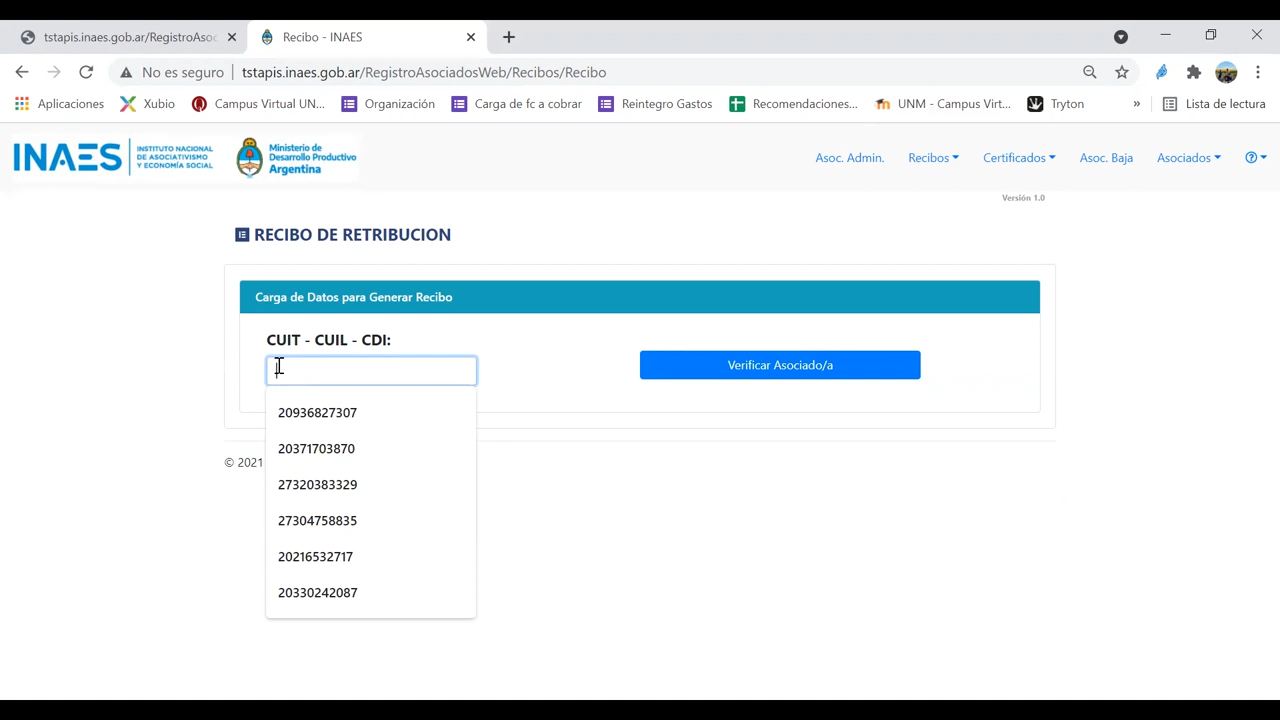 tstapis.inaes.gob.ar/RegistroAsoc
Recibo - INAES
No es seguro
tstapis.inaes.gob.ar/RegistroAsociadosWeb/Recibos/Recibo
Aplicaciones
Xubio
Campus Virtual UN...
Organización
Carga de fc a cobrar
Reintegro Gastos
Recomendaciones...
UNM - Campus Virt...
Tryton
»
Lista de lectura
INAES
INSTITUTO NACIONAL
DE ASOCIATIVISMO
Y ECONOMÍA SOCIAL
Ministerio de
Desarrollo Productivo
Argentina
Asoc. Admin.
Recibos
Certificados
Asoc. Baja
Asociados
Versión 1.0
RECIBO DE RETRIBUCION
Carga de Datos para Generar Recibo
CUIT - CUIL - CDI:
Verificar Asociado/a
20936827307
20371703870
27320383329
27304758835
20216532717
20330242087
© 2021